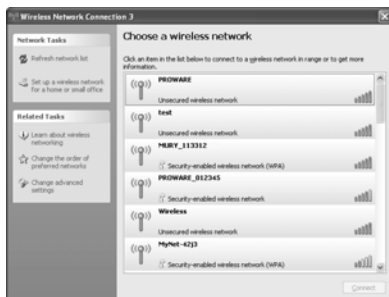 Wireless Network Connection 3
Network Tasks
Refresh network list
Set up a wireless network
for a home or small office
Related Tasks
Learn about wireless
networking
Change the order of
preferred networks
Change advanced
settings
Choose a wireless network
Click an item in the list below to connect to a wireless network in range or to get more
information.
PROWARE
Unsecured wireless network
test
Unsecured wireless network
MURY_113312
Security-enabled wireless network (WPA)
PROWARE_012345
Security-enabled wireless network
Wireless
Unsecured wireless network
MyNet-42j3
Security-enabled wireless network (WPA)
Connect